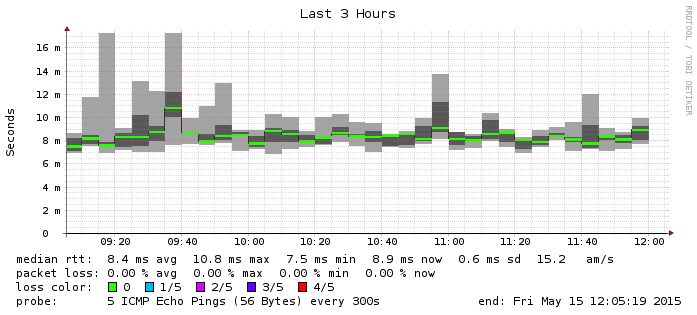 Last 3 Hours
RRDTOOL / TOBI OETIKER
Seconds
16 m
14 m
12 m
10 m
8 m
6 m
4 m
2 m
0
09:20 09:40 10:00 10:20 10:40 11:00 11:20 11:40 12:00
median rtt: 8.4 ms avg 10.8 ms max 7.5 ms min 8.9 ms now 0.6 ms sd 15.2 am/s
packet loss: 0.00 % avg 0.00 % max 0.00 % min 0.00 % now
loss color: 0 1/5 2/5 3/5 4/5
probe: 5 ICMP Echo Pings (56 Bytes) every 300s end: Fri May 15 12:05:19 2015